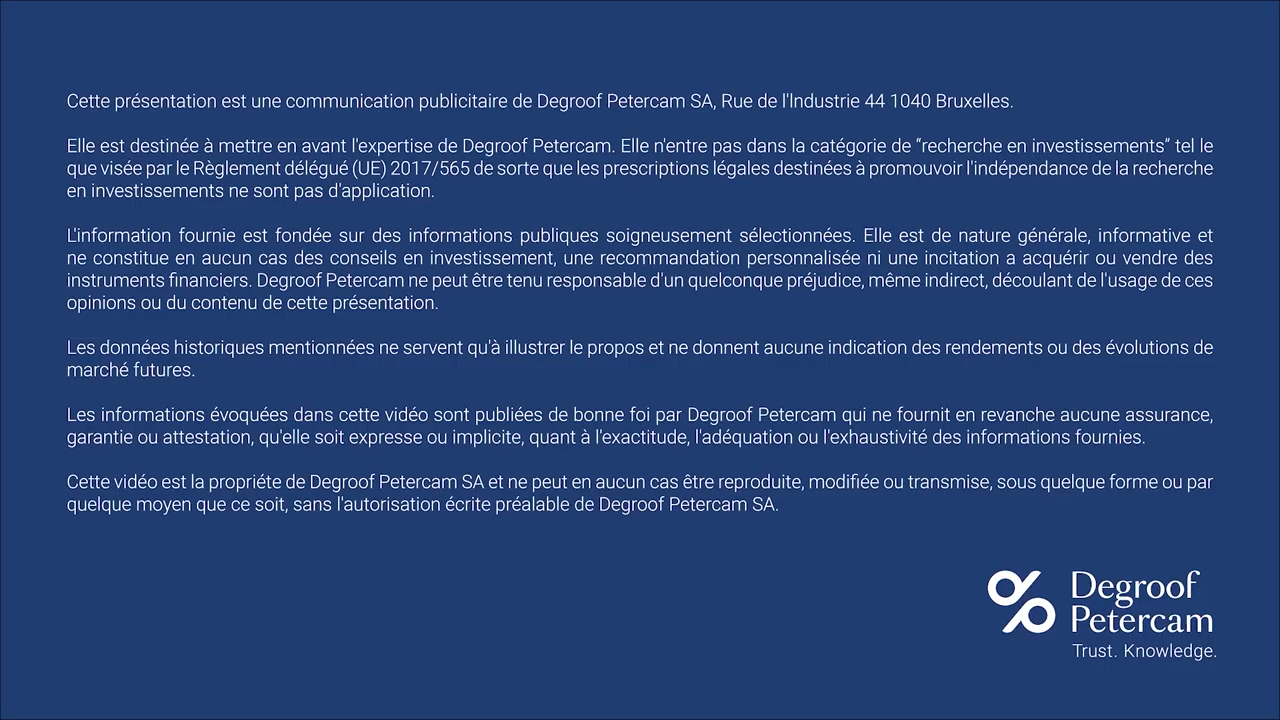 Cette présentation est une communication publicitaire de Degroof Petercam SA, Rue de l'Industrie 44 1040 Bruxelles.
Elle est destinée à mettre en avant l'expertise de Degroof Petercam. Elle n'entre pas dans la catégorie de “recherche en investissements” tel le
que visée par le Règlement délégué (UE) 2017/565 de sorte que les prescriptions légales destinées à promouvoir l'indépendance de la recherche
en investissements ne sont pas d'application.
L'information fournie est fondée sur des informations publiques soigneusement sélectionnées. Elle est de nature générale, informative et
ne constitue en aucun cas des conseils en investissement, une recommandation personnalisée ni une incitation a acquérir ou vendre des
instruments financiers. Degroof Petercam ne peut être tenu responsable d'un quelconque préjudice, même indirect, découlant de l'usage de ces
opinions ou du contenu de cette présentation.
Les données historiques mentionnées ne servent qu'à illustrer le propos et ne donnent aucune indication des rendements ou des évolutions de
marché futures.
Les informations évoquées dans cette vidéo sont publiées de bonne foi par Degroof Petercam qui ne fournit en revanche aucune assurance,
garantie ou attestation, qu'elle soit expresse ou implicite, quant à l'exactitude, l'adéquation ou l'exhaustivité des informations fournies.
Cette vidéo est la propriéte de Degroof Petercam SA et ne peut en aucun cas être reproduite, modifiée ou transmise, sous quelque forme ou par
quelque moyen que ce soit, sans l'autorisation écrite préalable de Degroof Petercam SA.
Degroof
Petercam
Trust. Knowledge.